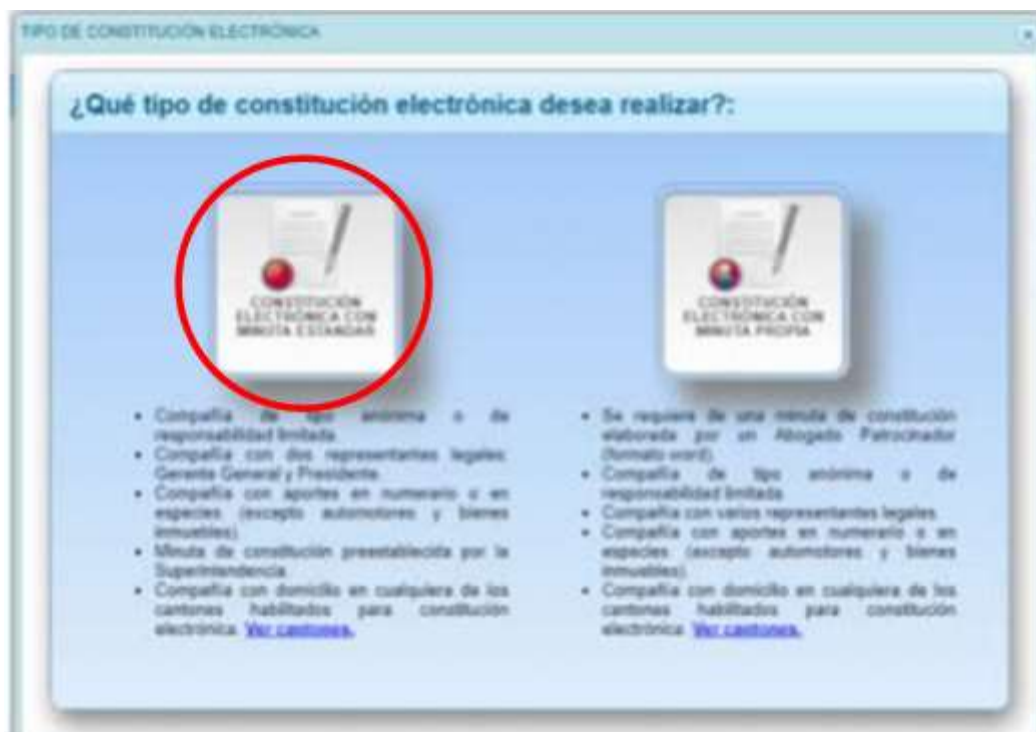 TIPO DE CONSTITUCIÓN ELECTRÓNICA
¿Qué tipo de constitución electrónica desea realizar?:
CONSTITUCIÓN
ELECTRÓNICA CON
MINUTA ESTANDAR
• Compañía de tipo anónima o de
responsabilidad limitada.
• Compañía con dos representantes legales:
Gerente General y Presidente.
• Compañía con aportes en numerario o en
especies (excepto automotores y bienes
inmuebles).
• Minuta de constitución preestablecida por la
Superintendencia.
• Compañía con domicilio en cualquiera de los
cantones habilitados para constitución
electrónica. Ver cantones.
CONSTITUCIÓN
ELECTRÓNICA CON
MINUTA PROPIA
• Se requiere de una minuta de constitución
elaborada por un Abogado Patrocinador
(formato word).
• Compañía de tipo anónima o de
responsabilidad limitada.
• Compañía con varios representantes legales.
• Compañía con aportes en numerario o en
especies (excepto automotores y bienes
inmuebles).
• Compañía con domicilio en cualquiera de los
cantones habilitados para constitución
electrónica. Ver cantones.